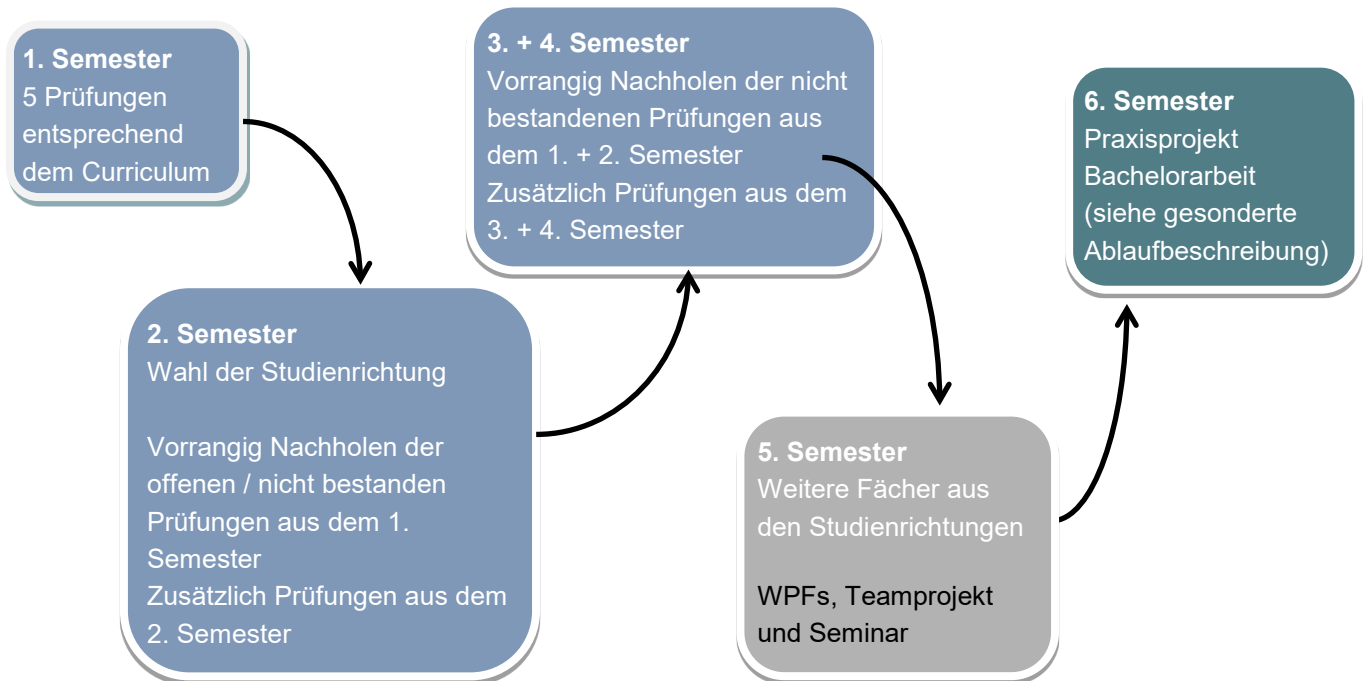 1. Semester
5 Prüfungen
entsprechend
dem Curriculum
2. Semester
Wahl der Studienrichtung
Vorrangig Nachholen der
offenen / nicht bestanden
Prüfungen aus dem 1.
Semester
Zusätzlich Prüfungen aus dem
2. Semester
3. + 4. Semester
Vorrangig Nachholen der nicht
bestandenen Prüfungen aus
dem 1. + 2. Semester
Zusätzlich Prüfungen aus dem
3. + 4. Semester
5. Semester
Weitere Fächer aus
den Studienrichtungen
WPFs, Teamprojekt
und Seminar
6. Semester
Praxisprojekt
Bachelorarbeit
(siehe gesonderte
Ablaufbeschreibung)